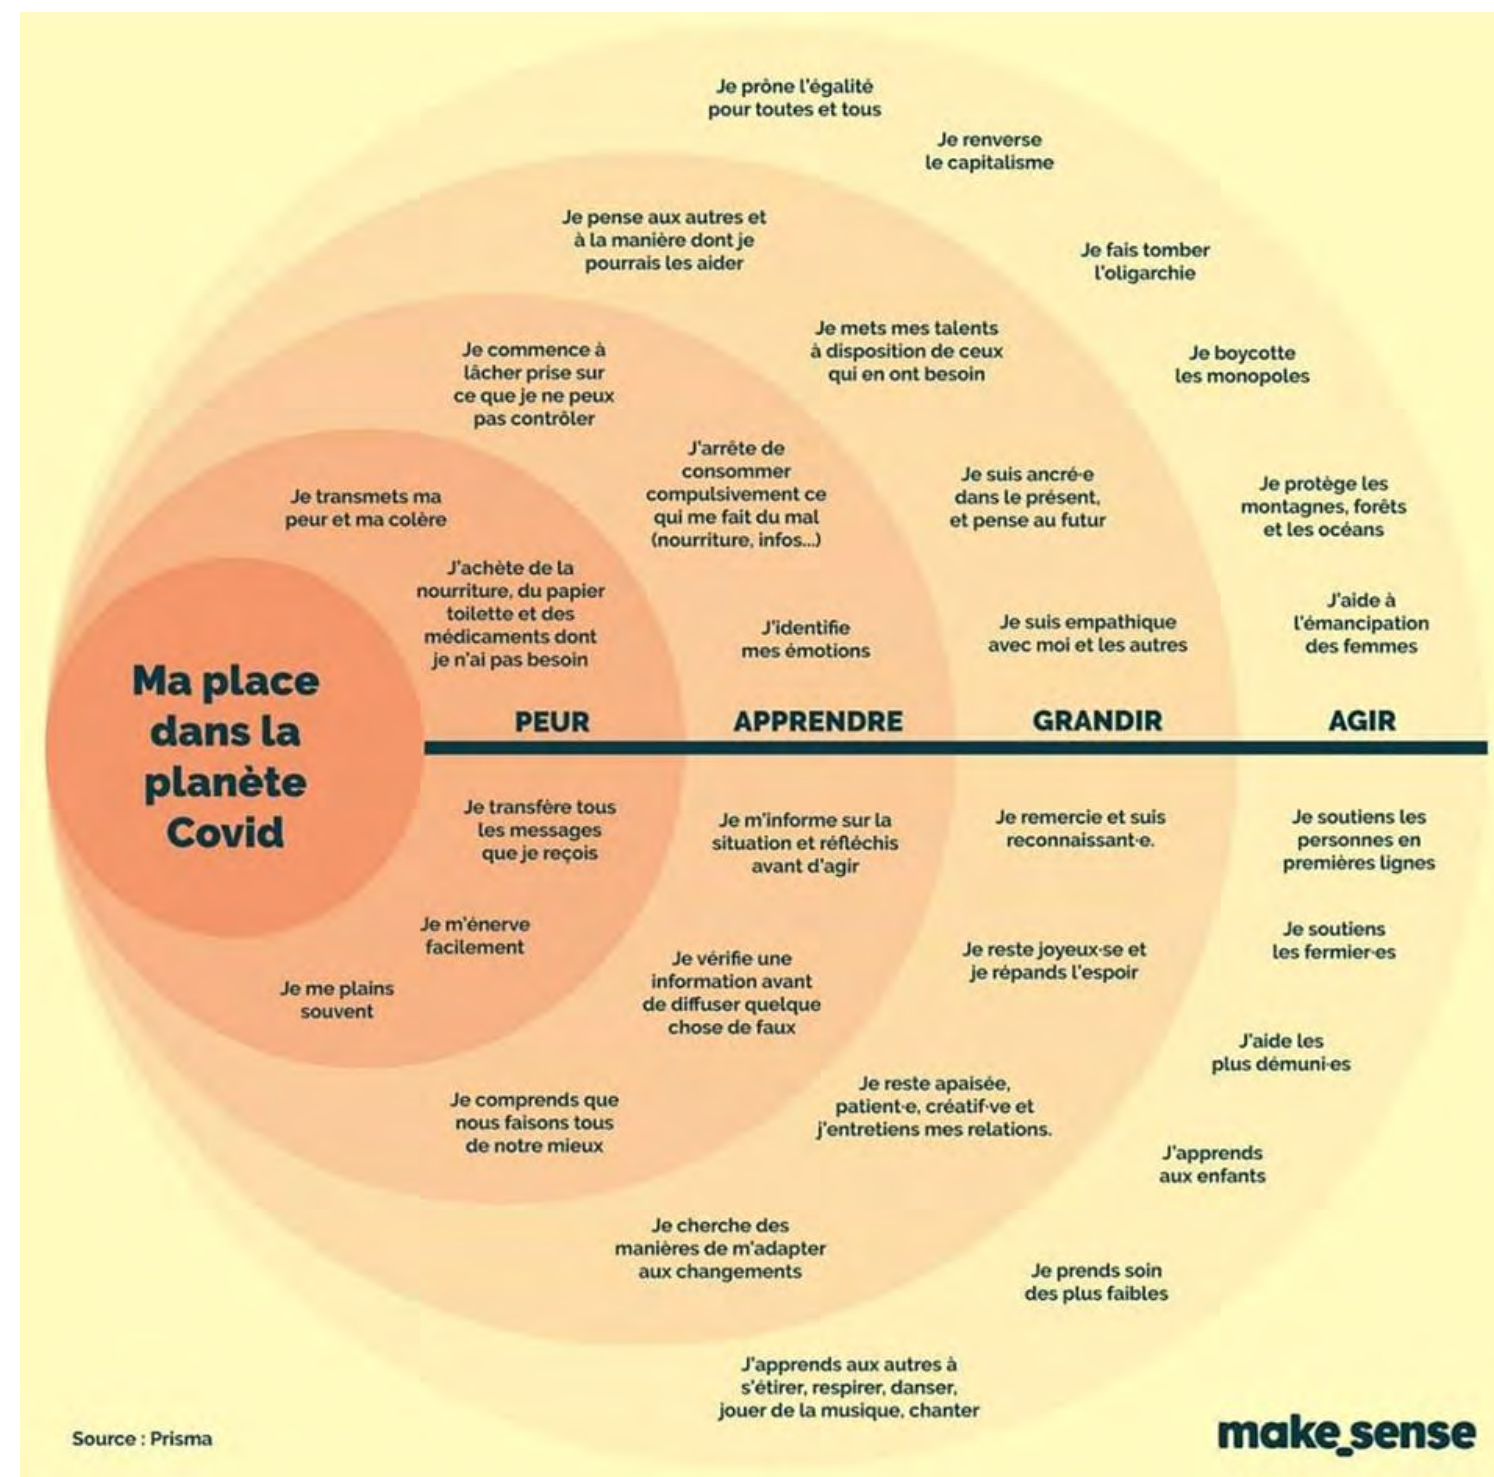 Je prône l'égalité
pour toutes et tous
Je renverse
le capitalisme
Je fais tomber
l'oligarchie
Je boycotte
les monopoles
Je protège les
montagnes, forêts
et les océans
J'aide à
l'émancipation
des femmes
Je pense aux autres et
à la manière dont je
pourrais les aider
Je mets mes talents
à disposition de ceux
qui en ont besoin
Je suis ancré·e
dans le présent,
et pense au futur
Je suis empathique
avec moi et les autres
Je commence à
lâcher prise sur
ce que je ne peux
pas contrôler
J'arrête de
consommer
compulsivement ce
qui me fait du mal
(nourriture, infos...)
J'identifie
mes émotions
Je transmets ma
peur et ma colère
J'achète de la
nourriture, du papier
toilette et des
médicaments dont
je n'ai pas besoin
Ma place
dans la
planète
Covid
PEUR APPRENDRE GRANDIR AGIR
Je transfère tous
les messages
que je reçois
Je m'énerve
facilement
Je me plains
souvent
Je m'informe sur la
situation et réfléchis
avant d'agir
Je vérifie une
information avant
de diffuser quelque
chose de faux
Je comprends que
nous faisons tous
de notre mieux
Je remercie et suis
reconnaissant·e.
Je reste joyeux·se et
je répands l'espoir
Je reste apaisée,
patient·e, créatif·ve et
j'entretiens mes relations.
Je cherche des
manières de m'adapter
aux changements
Je soutiens les
personnes en
premières lignes
Je soutiens
les fermier·es
J'aide les
plus démuni·es
J'apprends
aux enfants
Je prends soin
des plus faibles
J'apprends aux autres à
s'étirer, respirer, danser,
jouer de la musique, chanter
Source : Prisma
make_sense